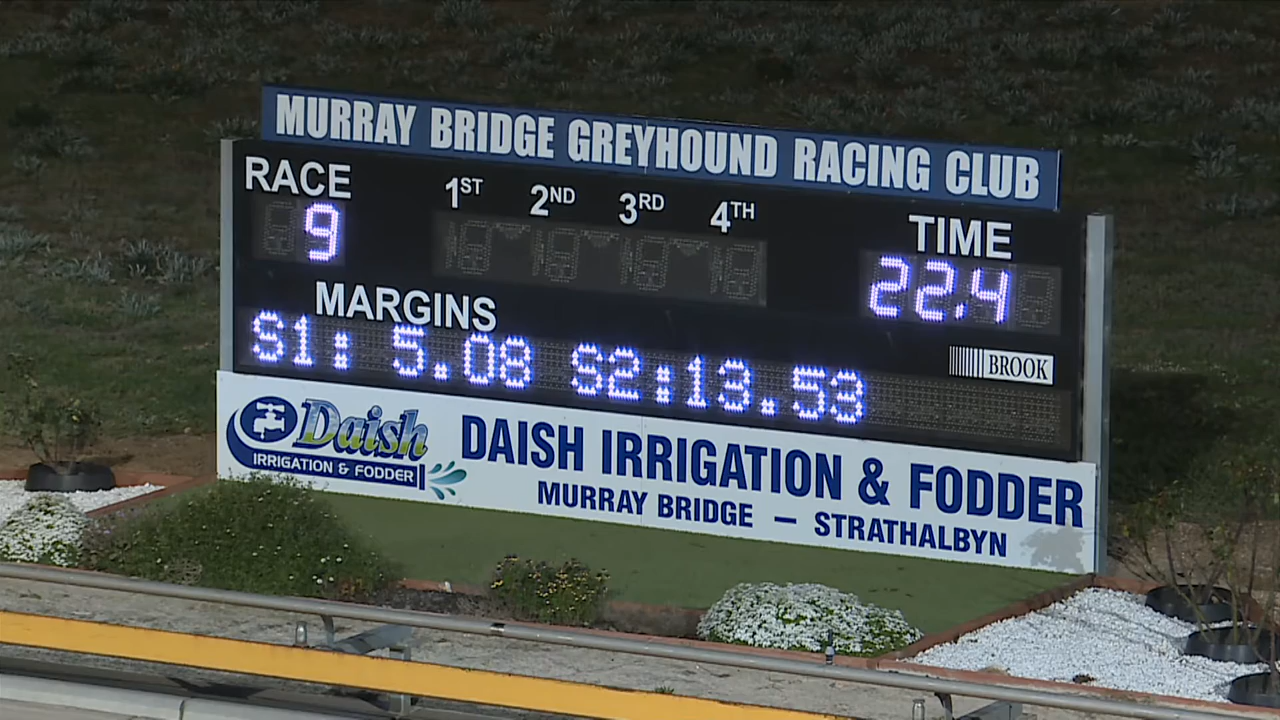 MURRAY BRIDGE GREYHOUND RACING CLUB
RACE 1ST 2ND 3RD 4TH TIME
9 22.4
MARGINS
S1: 5.08 S2:13.53
BROOK
Daish
IRRIGATION & FODDER
DAISH IRRIGATION & FODDER
MURRAY BRIDGE – STRATHALBYN